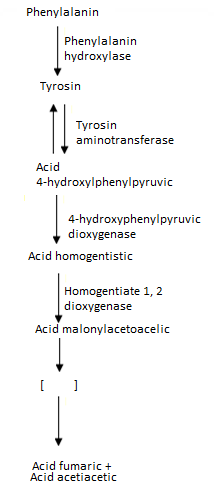 Phenylalanin
Phenylalanin
hydroxylase
Tyrosin
Tyrosin
aminotransferase
Acid
4-hydroxylphenylpyruvic
4-hydroxyphenylpyruvic
dioxygenase
Acid homogentistic
Homogentiate 1, 2
dioxygenase
Acid malonylacetoacelic
[ ]
Acid fumaric +
Acid acetiacetic